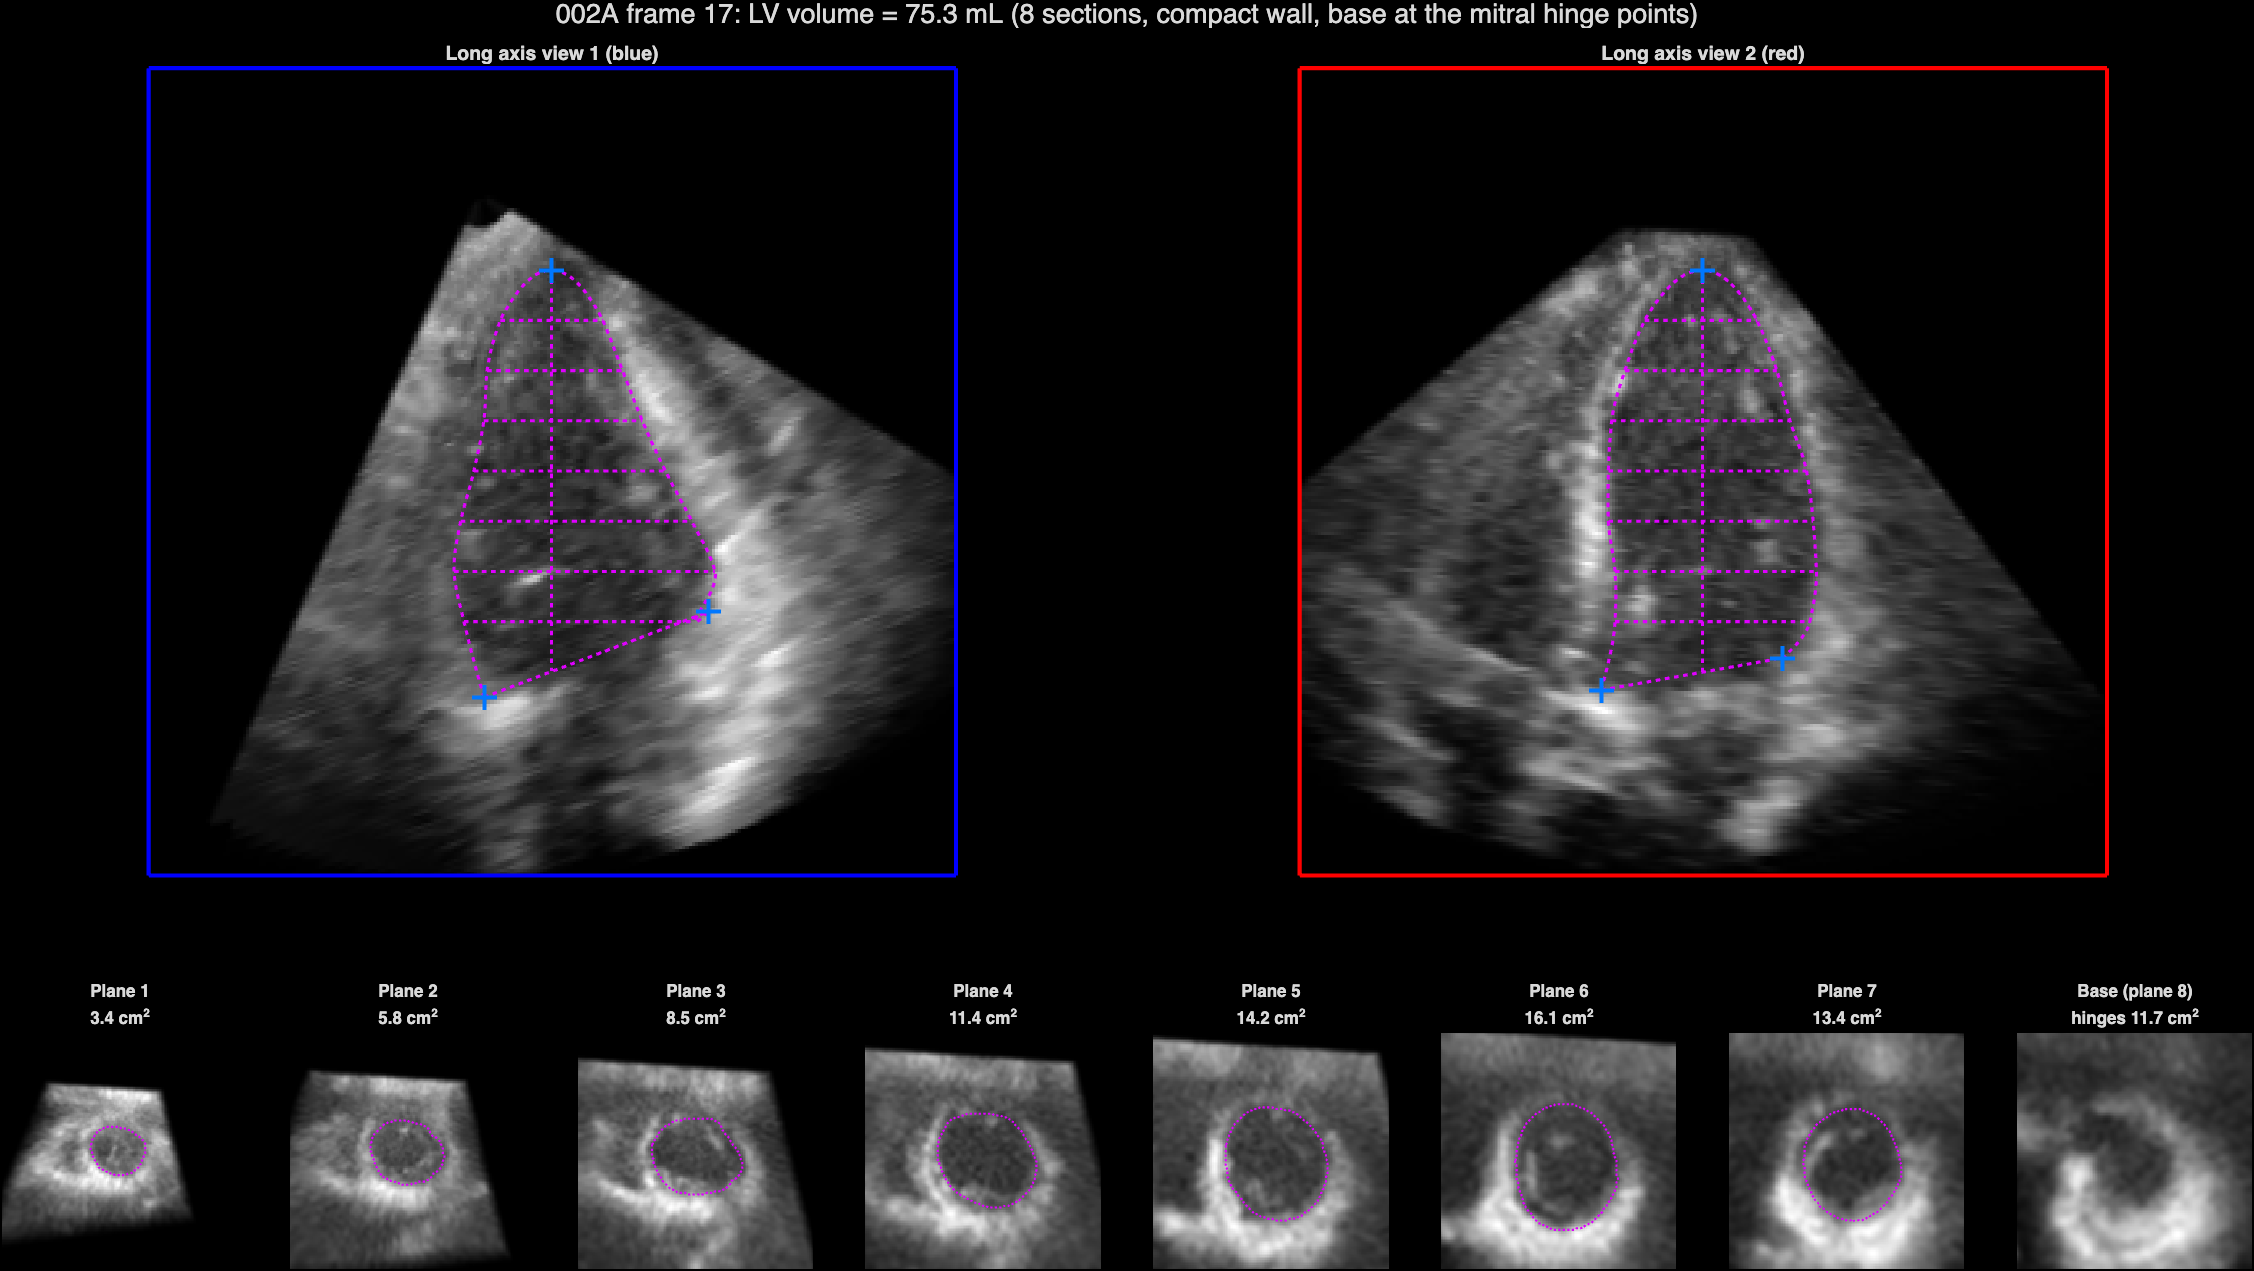 002A frame 17: LV volume = 75.3 mL (8 sections, compact wall, base at the mitral hinge points)
Long axis view 1 (blue)
Long axis view 2 (red)
Plane 1
3.4 cm²
Plane 2
5.8 cm²
Plane 3
8.5 cm²
Plane 4
11.4 cm²
Plane 5
14.2 cm²
Plane 6
16.1 cm²
Plane 7
13.4 cm²
Base (plane 8)
hinges 11.7 cm²